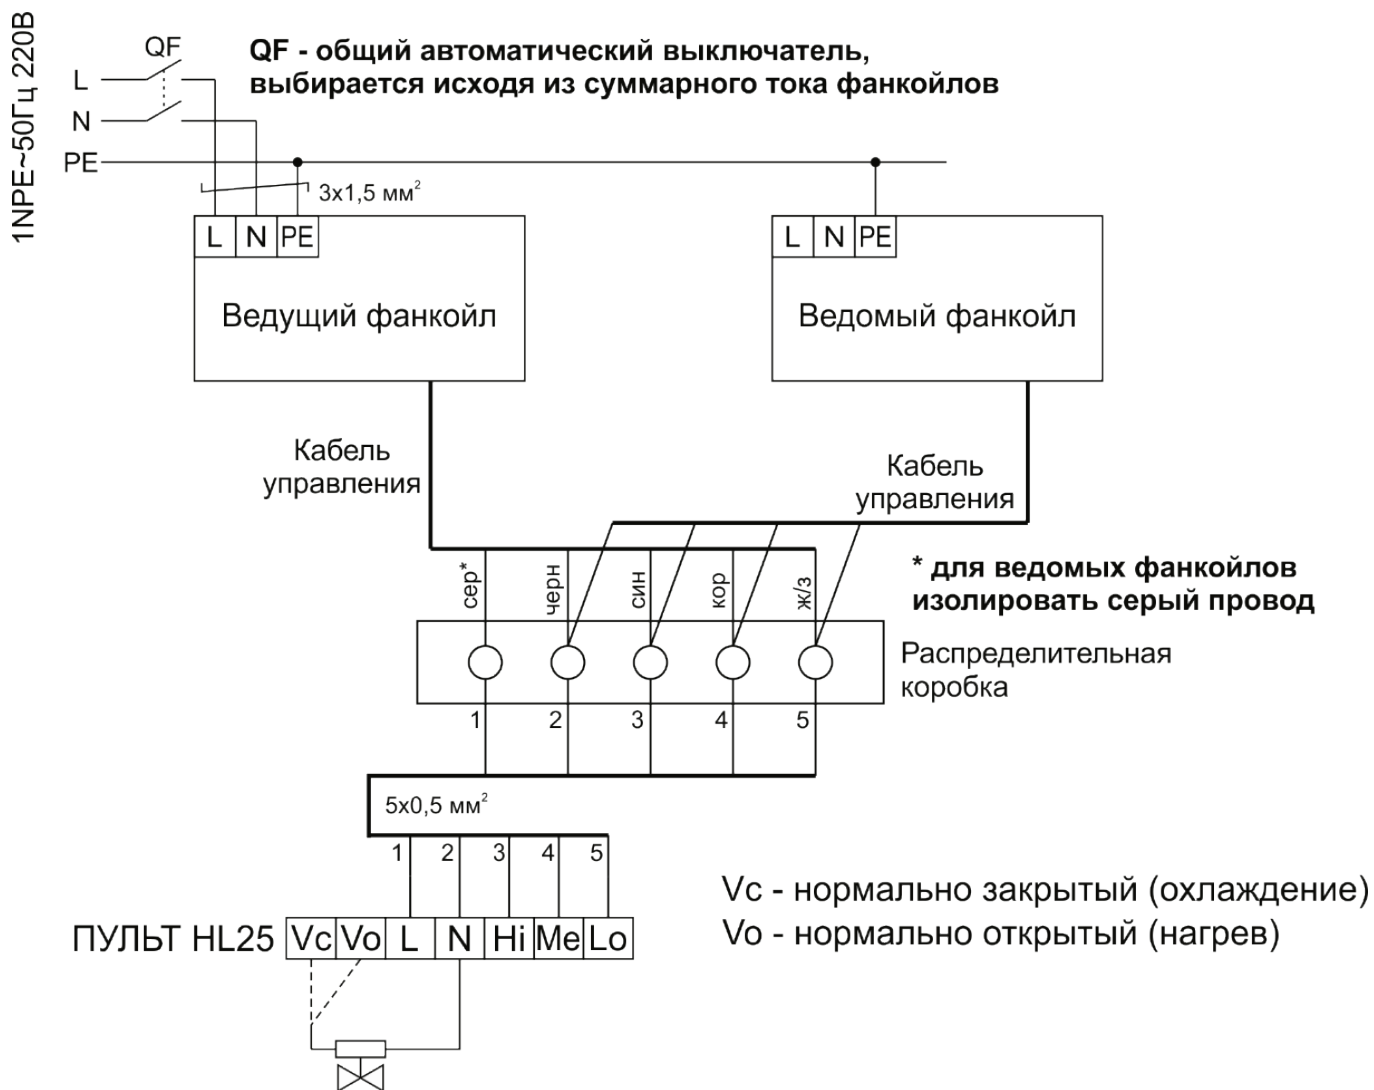 1NPE~50Гц 220В
QF
QF - общий автоматический выключатель,
выбирается исходя из суммарного тока фанкойлов
L
N
PE
3x1,5 мм²
L N PE
L N PE
Ведущий фанкойл
Ведомый фанкойл
Кабель
управления
Кабель
управления
сер*
черн
син
кор
ж/з
* для ведомых фанкойлов
изолировать серый провод
Распределительная
коробка
1 2 3 4 5
5x0,5 мм²
1 2 3 4 5
ПУЛЬТ HL25 Vc Vo L N Hi Me Lo
Vc - нормально закрытый (охлаждение)
Vo - нормально открытый (нагрев)